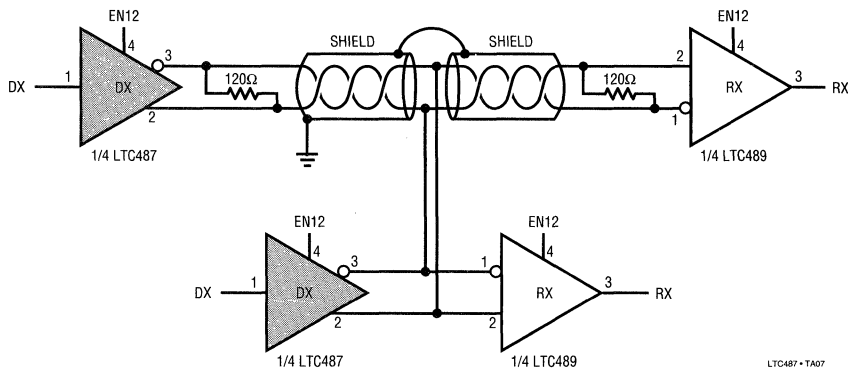 EN12
4
DX
1
DX
3
2
1/4 LTC487
120Ω
SHIELD
SHIELD
120Ω
EN12
4
2
1
RX
3
RX
1/4 LTC489
EN12
4
DX
1
DX
3
2
1/4 LTC487
EN12
4
1
2
RX
3
RX
1/4 LTC489
LTC487 • TA07